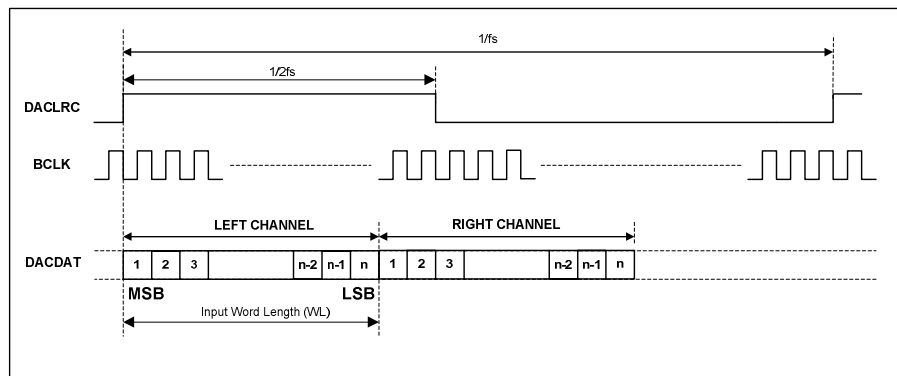 1/fs
1/2fs
DACLRC
BCLK
LEFT CHANNEL RIGHT CHANNEL
DACDAT 1 2 3 n-2 n-1 n 1 2 3 n-2 n-1 n
MSB LSB
Input Word Length (WL)